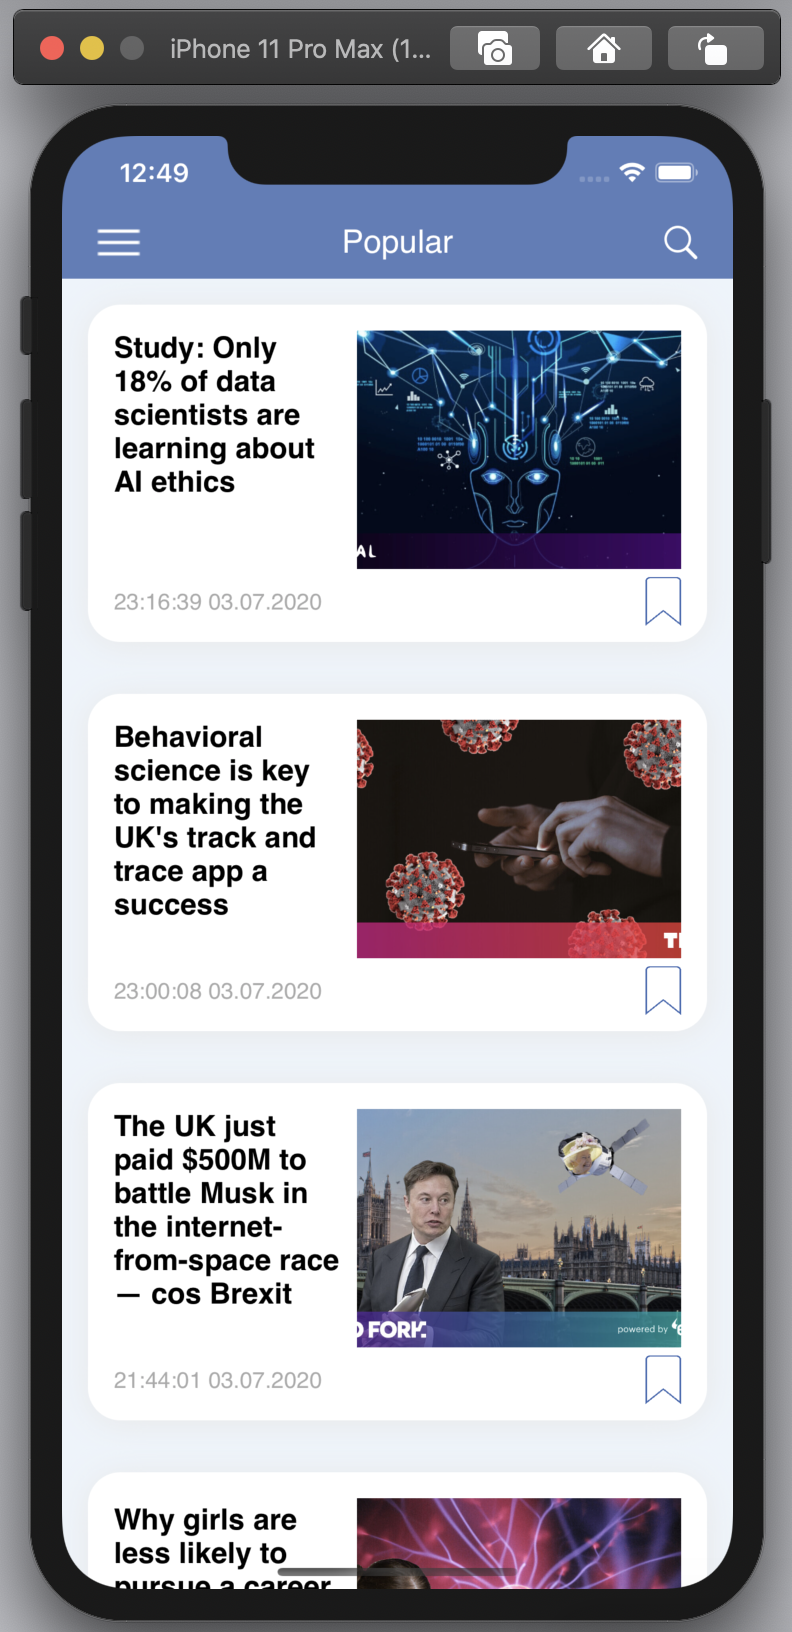 iPhone 11 Pro Max (1...
12:49
Popular
Study: Only
18% of data
scientists are
learning about
AI ethics
AL
23:16:39 03.07.2020
Behavioral
science is key
to making the
UK's track and
trace app a
success
23:00:08 03.07.2020
The UK just
paid $500M to
battle Musk in
the internet-
from-space race
— cos Brexit
FORK.
powered by
21:44:01 03.07.2020
Why girls are
less likely to
pursue a career